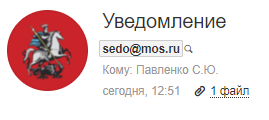 Уведомление
sedo@mos.ru
Кому: Павленко С.Ю.
сегодня, 12:51 1 файл